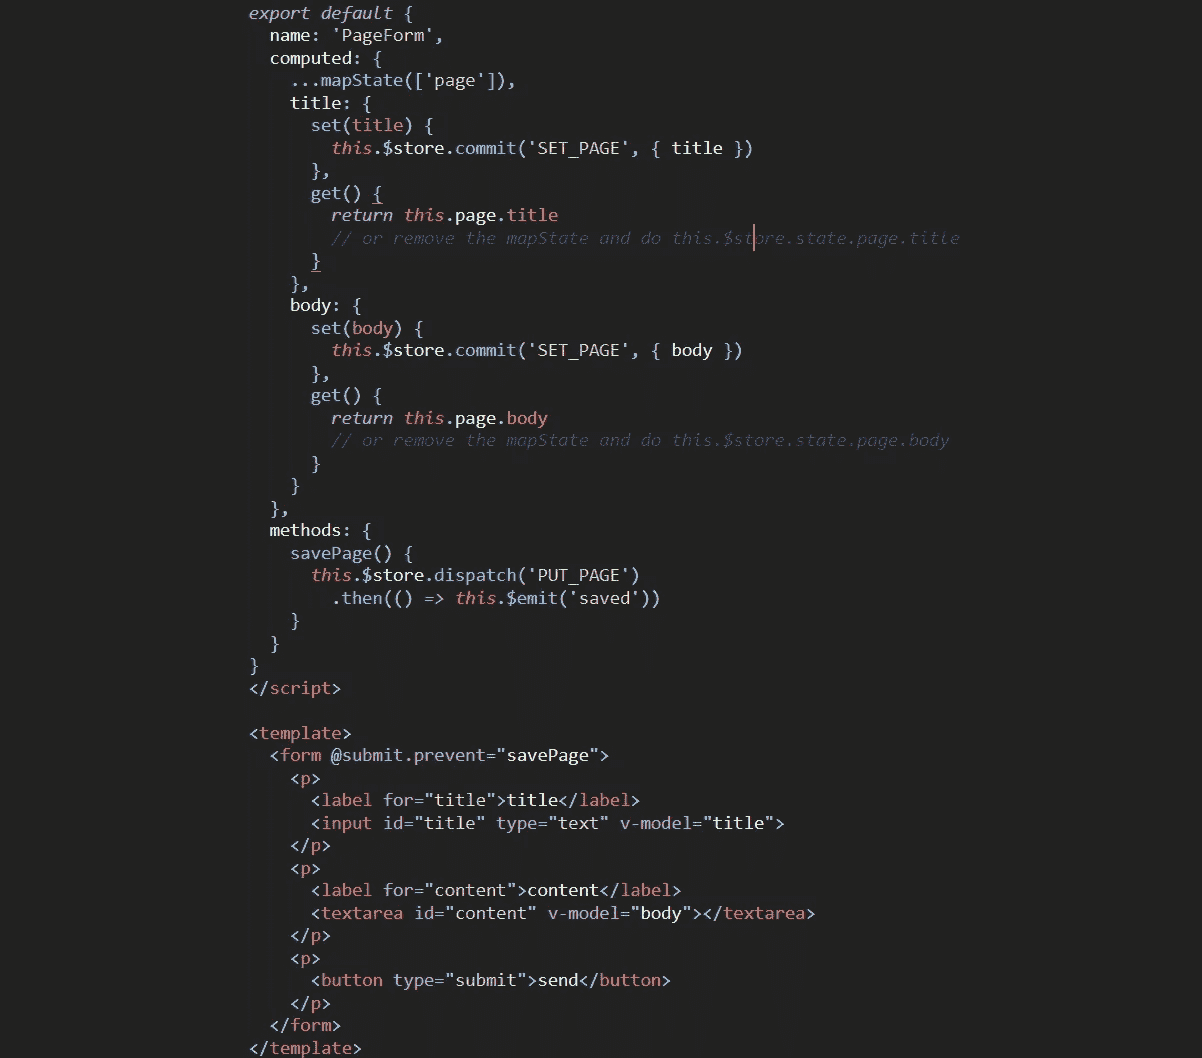 export default {
  name: 'PageForm',
  computed: {
    ...mapState(['page']),
    title: {
      set(title) {
        this.$store.commit('SET_PAGE', { title })
      },
      get() {
        return this.page.title
        // or remove the mapState and do this.$store.state.page.title
      }
    },
    body: {
      set(body) {
        this.$store.commit('SET_PAGE', { body })
      },
      get() {
        return this.page.body
        // or remove the mapState and do this.$store.state.page.body
      }
    }
  },
  methods: {
    savePage() {
      this.$store.dispatch('PUT_PAGE')
        .then(() => this.$emit('saved'))
    }
  }
}
</script>

<template>
  <form @submit.prevent="savePage">
    <p>
      <label for="title">title</label>
      <input id="title" type="text" v-model="title">
    </p>
    <p>
      <label for="content">content</label>
      <textarea id="content" v-model="body"></textarea>
    </p>
    <p>
      <button type="submit">send</button>
    </p>
  </form>
</template>